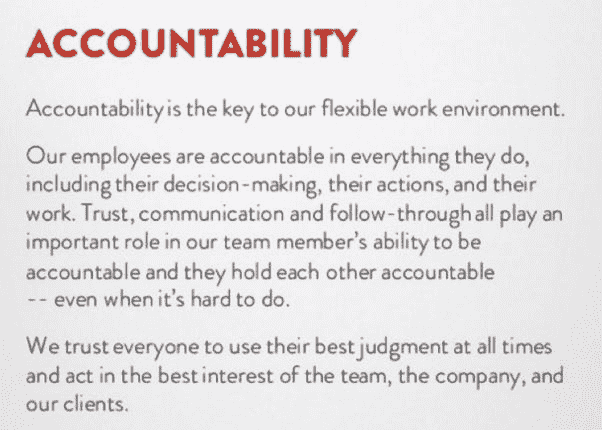 ACCOUNTABILITY
Accountability is the key to our flexible work environment.
Our employees are accountable in everything they do,
including their decision-making, their actions, and their
work. Trust, communication and follow-through all play an
important role in our team member's ability to be
accountable and they hold each other accountable
-- even when it's hard to do.
We trust everyone to use their best judgment at all times
and act in the best interest of the team, the company, and
our clients.